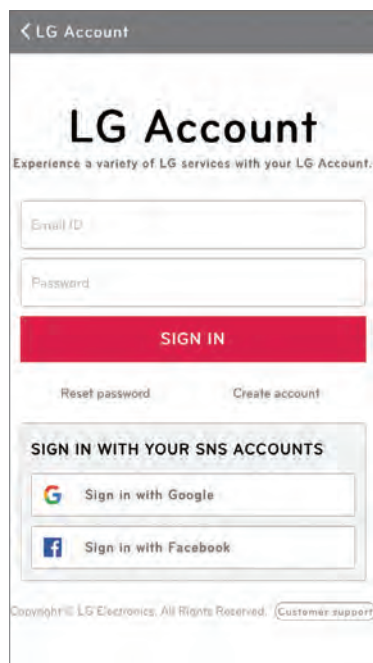 LG Account
LG Account
Experience a variety of LG services with your LG Account.
Email ID
Password
SIGN IN
Reset password Create account
SIGN IN WITH YOUR SNS ACCOUNTS
Sign in with Google
Sign in with Facebook
Copyright © LG Electronics. All Rights Reserved. Customer support